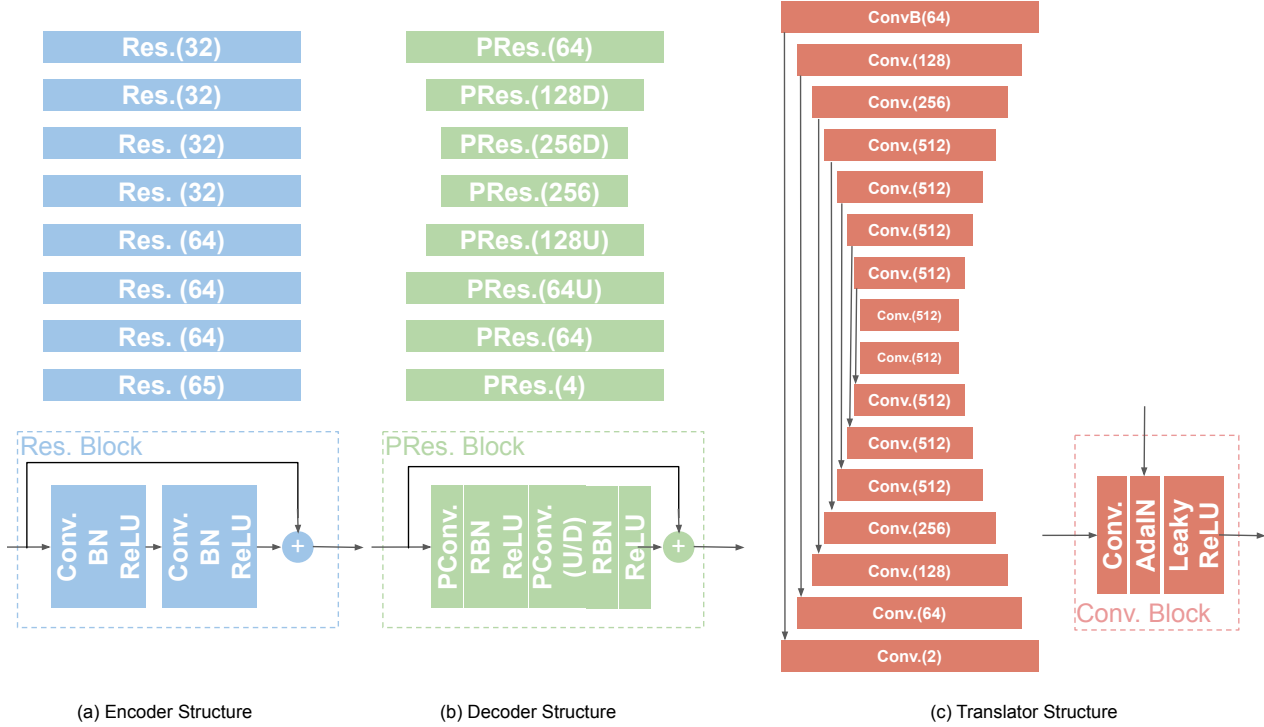 Res.(32)
Res.(32)
Res. (32)
Res. (32)
Res. (64)
Res. (64)
Res. (64)
Res. (65)
Res. Block
Conv.
BN
ReLU
Conv.
BN
ReLU
+
(a) Encoder Structure
PRes.(64)
PRes.(128D)
PRes.(256D)
PRes.(256)
PRes.(128U)
PRes.(64U)
PRes.(64)
PRes.(4)
PRes. Block
PConv.
RBN
ReLU
PConv.
(U/D)
RBN
ReLU
+
(b) Decoder Structure
ConvB(64)
Conv.(128)
Conv.(256)
Conv.(512)
Conv.(512)
Conv.(512)
Conv.(512)
Conv.(512)
Conv.(512)
Conv.(512)
Conv.(512)
Conv.(512)
Conv.(256)
Conv.(128)
Conv.(64)
Conv.(2)
Conv.
AdaIN
Leaky
ReLU
Conv. Block
(c) Translator Structure